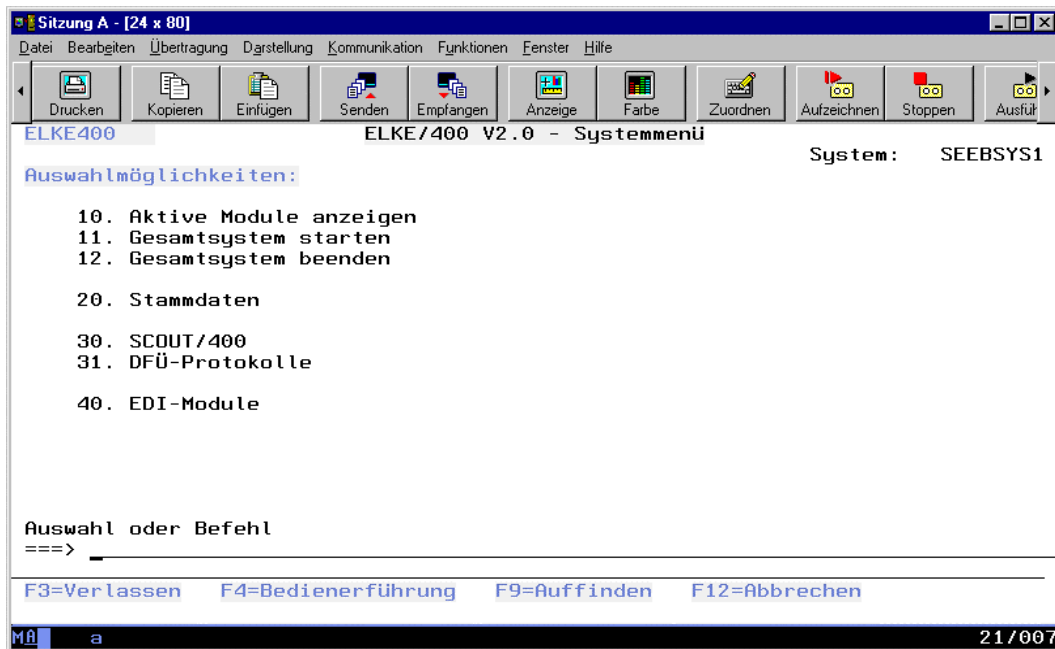 Sitzung A - [24 x 80]
Datei Bearbeiten Übertragung Darstellung Kommunikation Funktionen Fenster Hilfe
Drucken Kopieren Einfügen Senden Empfangen Anzeige Farbe Zuordnen Aufzeichnen Stoppen Ausfüh
ELKE400 ELKE/400 V2.0 - Systemmenü
System: SEEBSYS1
Auswahlmöglichkeiten:
10. Aktive Module anzeigen
11. Gesamtsystem starten
12. Gesamtsystem beenden
20. Stammdaten
30. SCOUT/400
31. DFÜ-Protokolle
40. EDI-Module
Auswahl oder Befehl
===> _
F3=Verlassen F4=Bedienerführung F9=Auffinden F12=Abbrechen
MA a 21/007